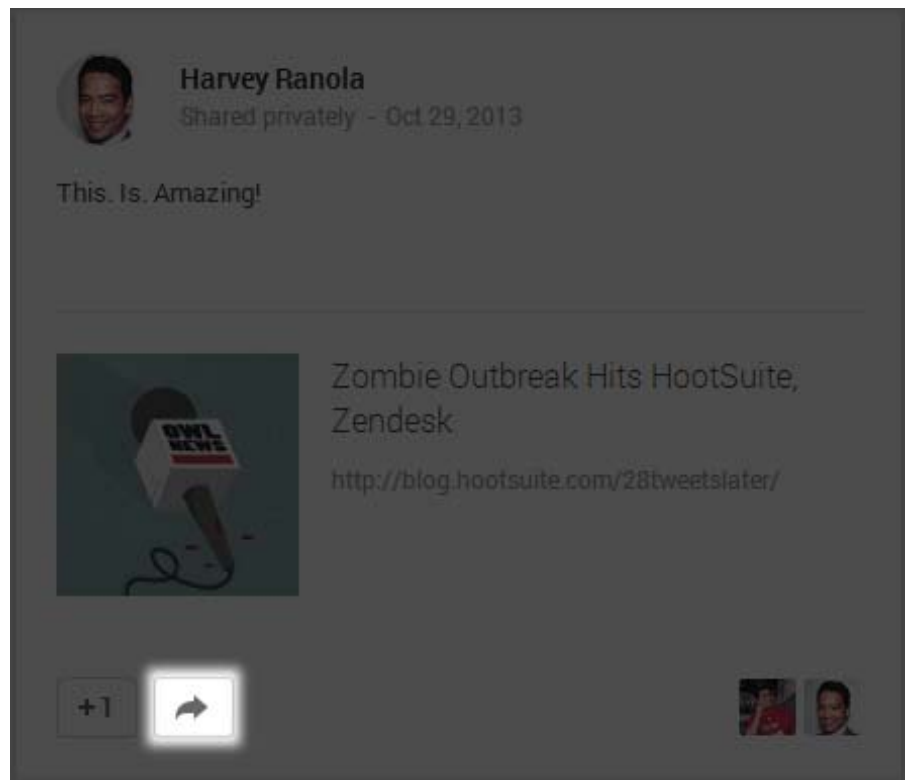 Harvey Ranola
Shared privately - Oct 29, 2013
This. Is. Amazing!
OWL
NEWS
Zombie Outbreak Hits HootSuite,
Zendesk
http://blog.hootsuite.com/28tweetslater/
+1